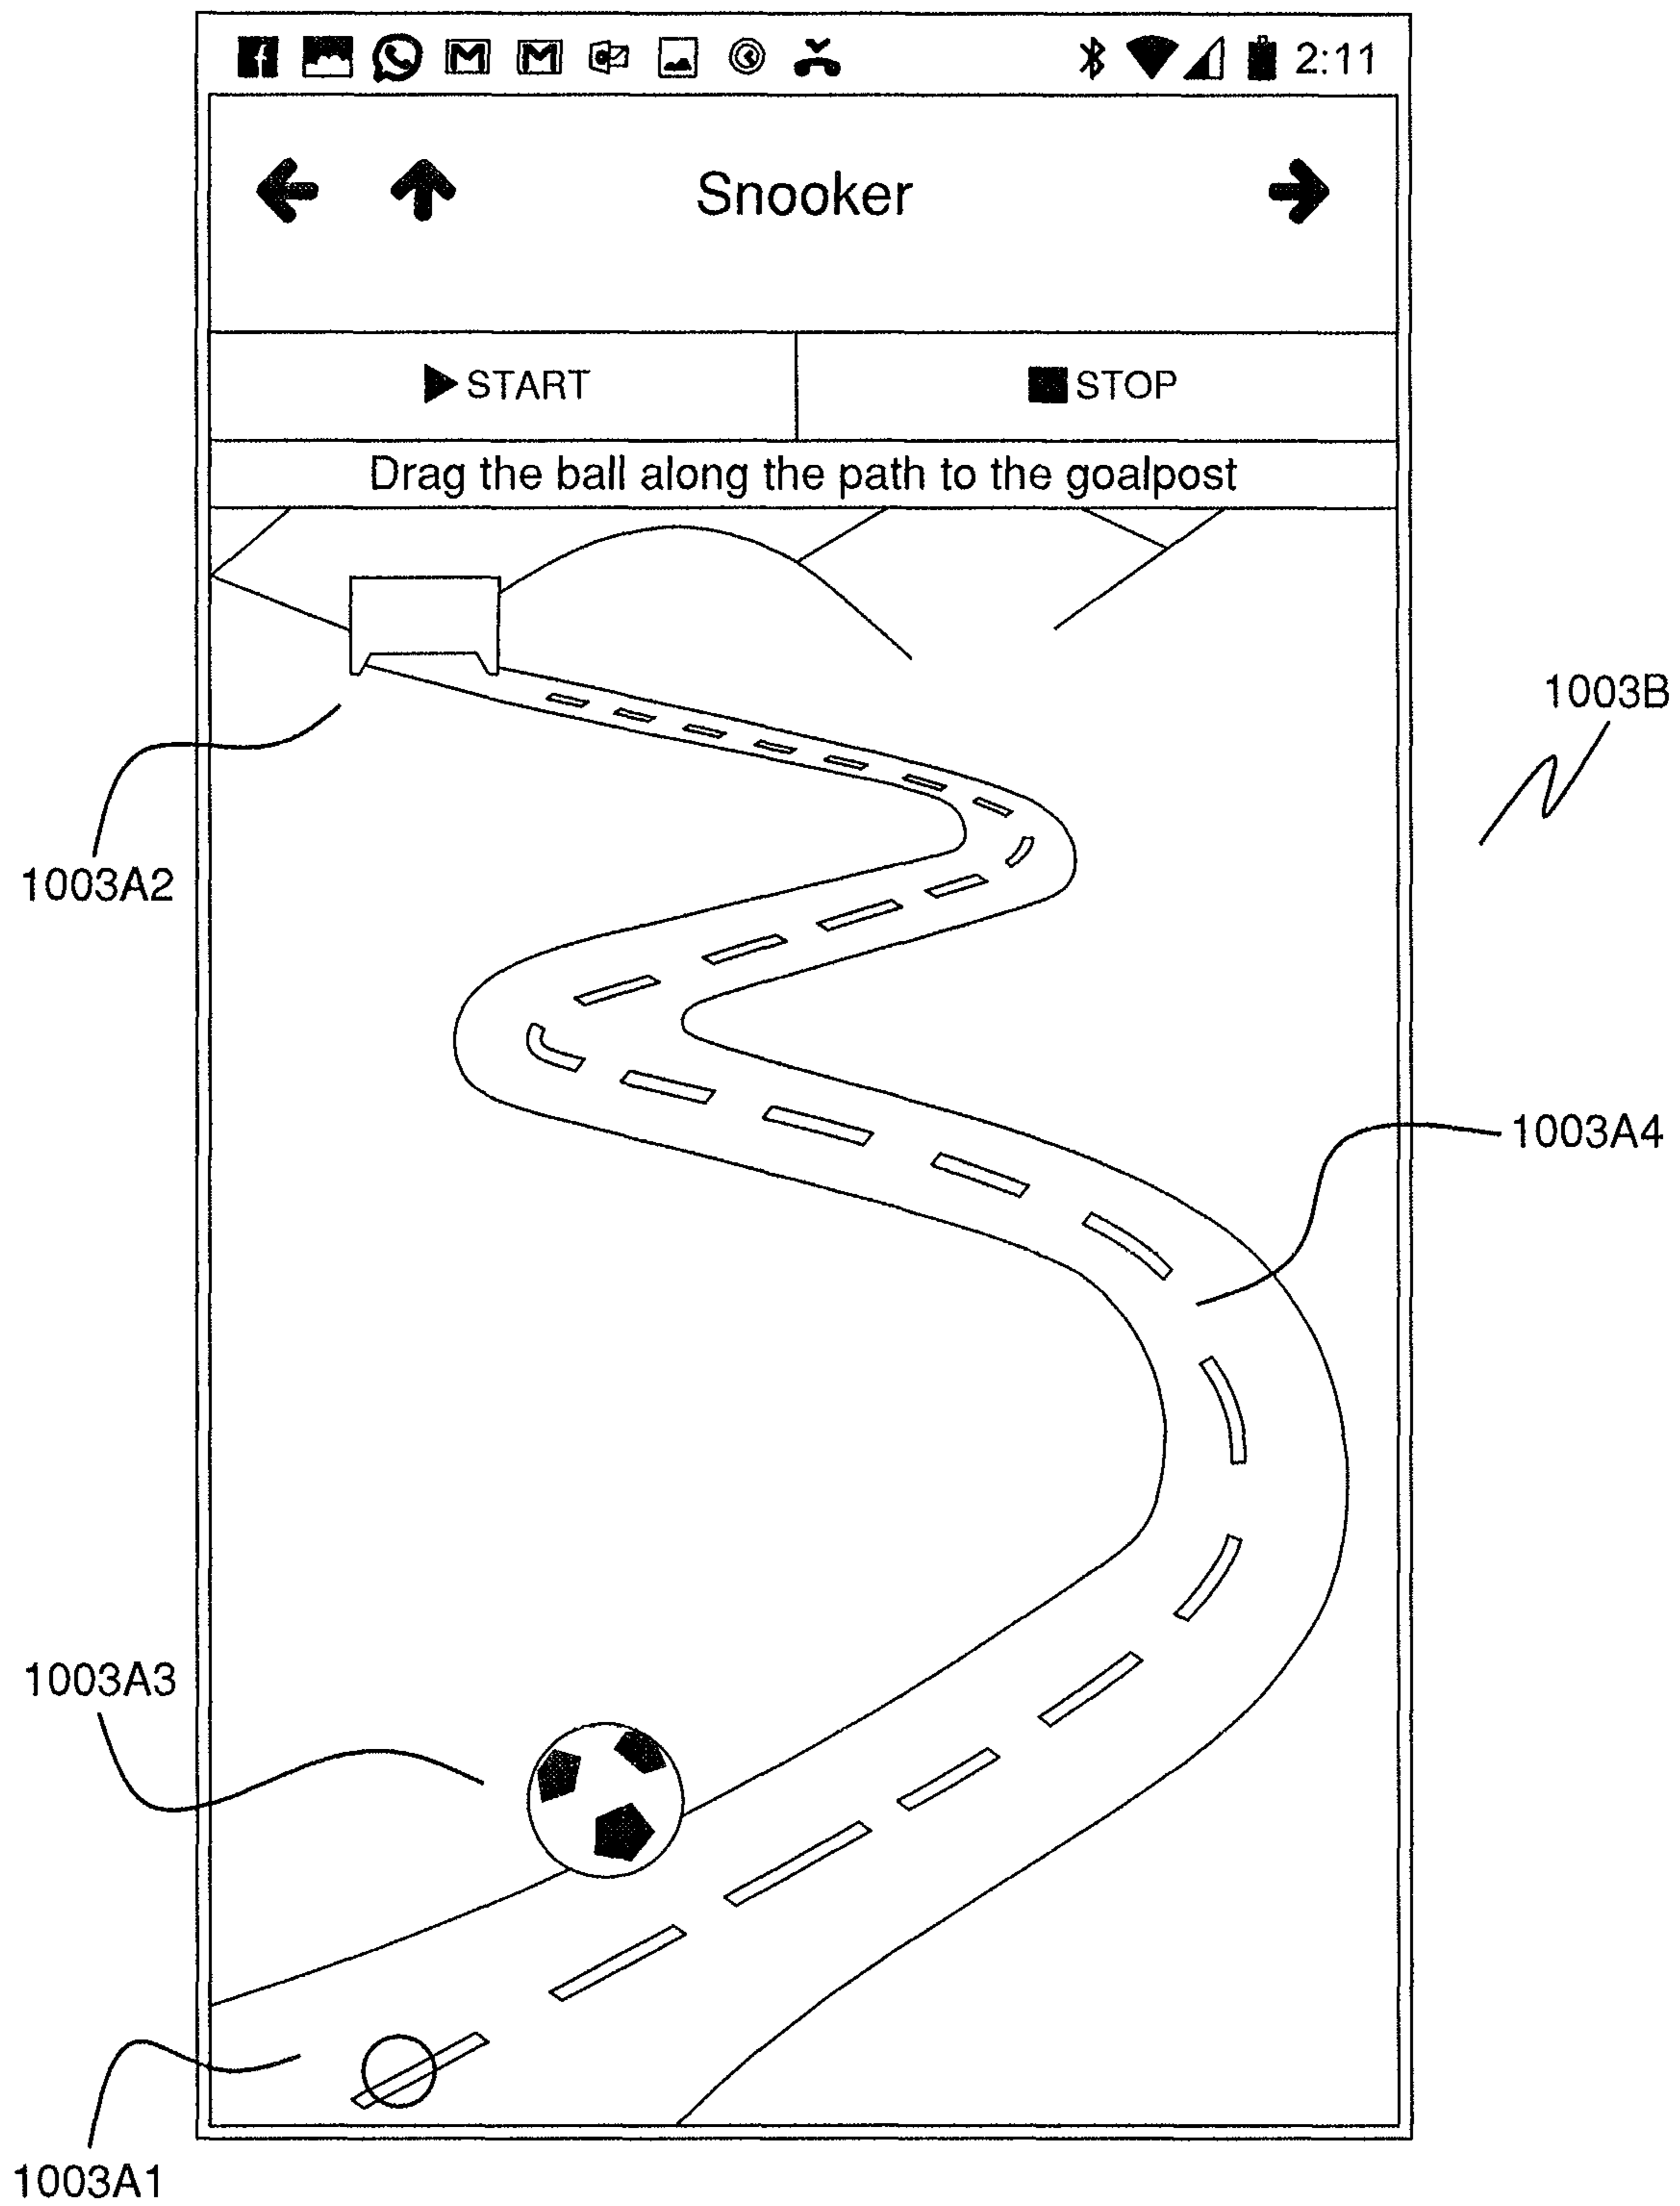 2:11
Snooker
START STOP
Drag the ball along the path to the goalpost
1003B
1003A2
1003A4
1003A3
1003A1